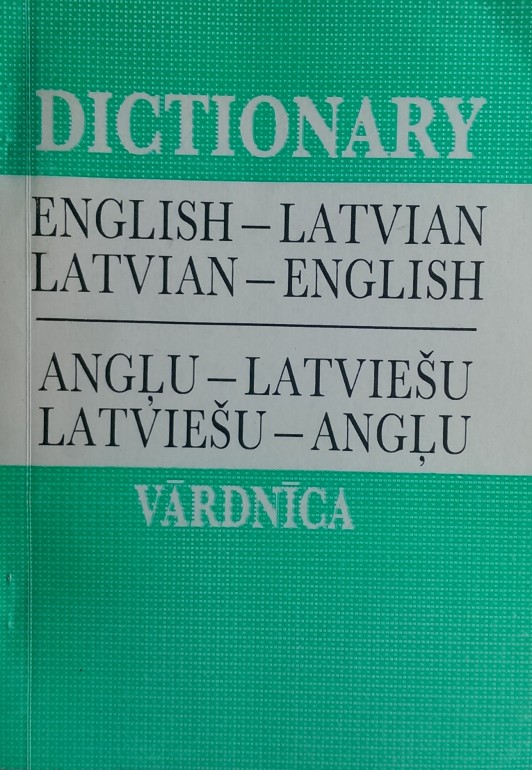 DICTIONARY
ENGLISH – LATVIAN
LATVIAN – ENGLISH
ANGĻU – LATVIEŠU
LATVIEŠU – ANGĻU
VĀRDNĪCA